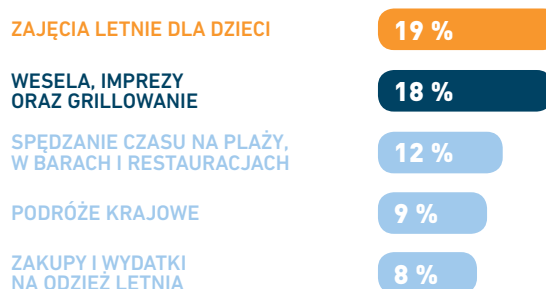 ZAJĘCIA LETNIE DLA DZIECI
19 %
WESELA, IMPREZY
ORAZ GRILLOWANIE
18 %
SPĘDZANIE CZASU NA PLAŻY,
W BARACH I RESTAURACJACH
12 %
PODRÓŻE KRAJOWE
9 %
ZAKUPY I WYDATKI
NA ODZIEŻ LETNIĄ
8 %